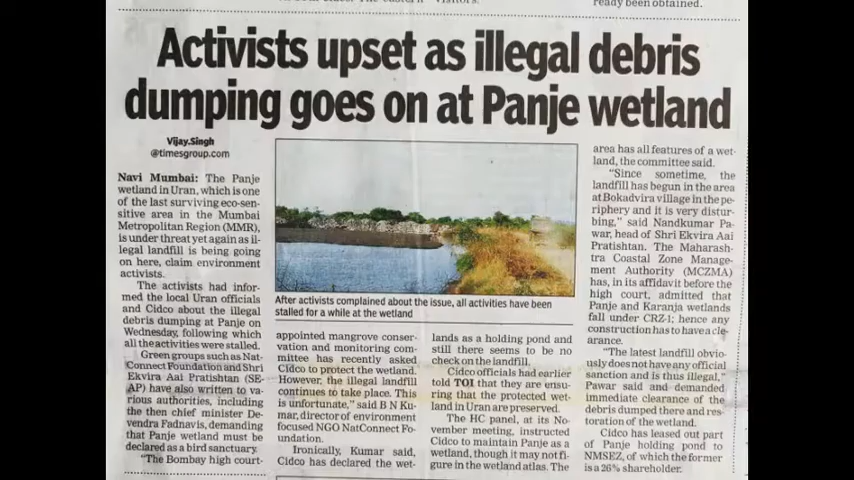 ready been obtained.
Activists upset as illegal debris
dumping goes on at Panje wetland
Vijay.Singh
@timesgroup.com
Navi Mumbai: The Panje
wetland in Uran, which is one
of the last surviving eco-sen-
sitive area in the Mumbai
Metropolitan Region (MMR),
is under threat yet again as il-
legal landfill is being going
on here, claim environment
activists.
The activists had infor-
med the local Uran officials
and Cidco about the illegal
debris dumping at Panje on
Wednesday, following which
all the activities were stalled.
Green groups such as Nat-
Connect Foundation and Shri
Ekvira Aai Pratishtan (SE-
AP) have also written to va-
rious authorities, including
the then chief minister De-
vendra Fadnavis, demanding
that Panje wetland must be
declared as a bird sanctuary.
"The Bombay high court-
After activists complained about the issue, all activities have been
stalled for a while at the wetland
appointed mangrove conser-
vation and monitoring com-
mittee has recently asked
Cidco to protect the wetland.
However, the illegal landfill
continues to take place. This
is unfortunate," said B N Ku-
mar, director of environment
focused NGO NatConnect Fo-
undation.
Ironically, Kumar said,
Cidco has declared the wet-
lands as a holding pond and
still there seems to be no
check on the landfill.
Cidco officials had earlier
told TOI that they are ensu-
ring that the protected wet-
land in Uran are preserved.
The HC panel, at its No-
vember meeting, instructed
Cidco to maintain Panje as a
wetland, though it may not fi-
gure in the wetland atlas. The
area has all features of a wet-
land, the committee said.
"Since sometime, the
landfill has begun in the area
at Bokadvira village in the pe-
riphery and it is very distur-
bing," said Nandkumar Pa-
war, head of Shri Ekvira Aai
Pratishtan. The Maharash-
tra Coastal Zone Manage-
ment Authority (MCZMA)
has, in its affidavit before the
high court, admitted that
Panje and Karanja wetlands
fall under CRZ-1; hence any
construction has to have a cle-
arance.
"The latest landfill obvio-
usly does not have any official
sanction and is thus illegal,"
Pawar said and demanded
immediate clearance of the
debris dumped there and res-
toration of the wetland.
Cidco has leased out part
of Panje holding pond to
NMSEZ, of which the former
is a 26% shareholder.